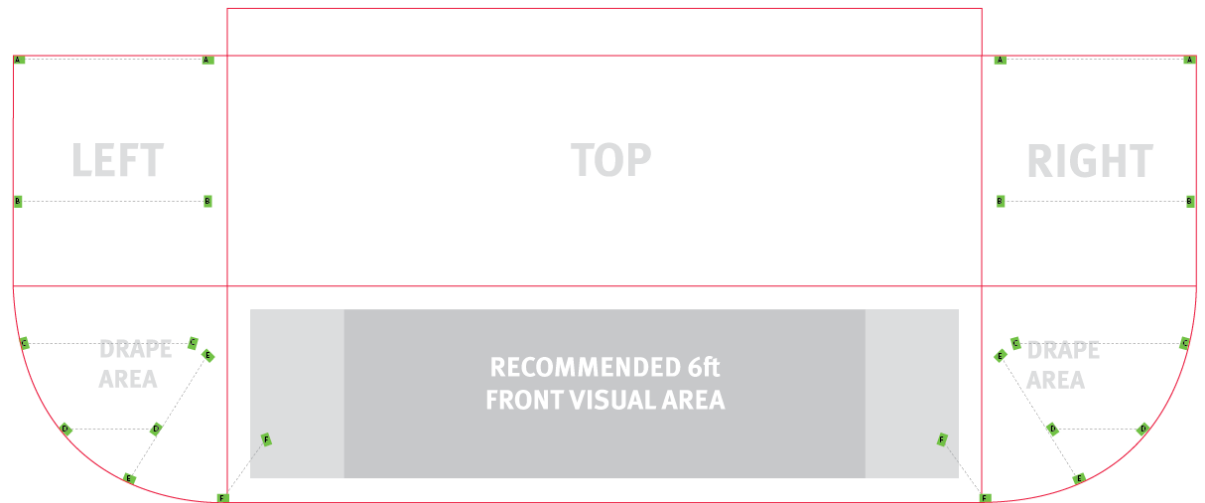 A A A A
LEFT TOP RIGHT
B B B B
C C E E C C
DRAPE
AREA
RECOMMENDED 6ft
FRONT VISUAL AREA
DRAPE
AREA
D D F F D D
E E
F F